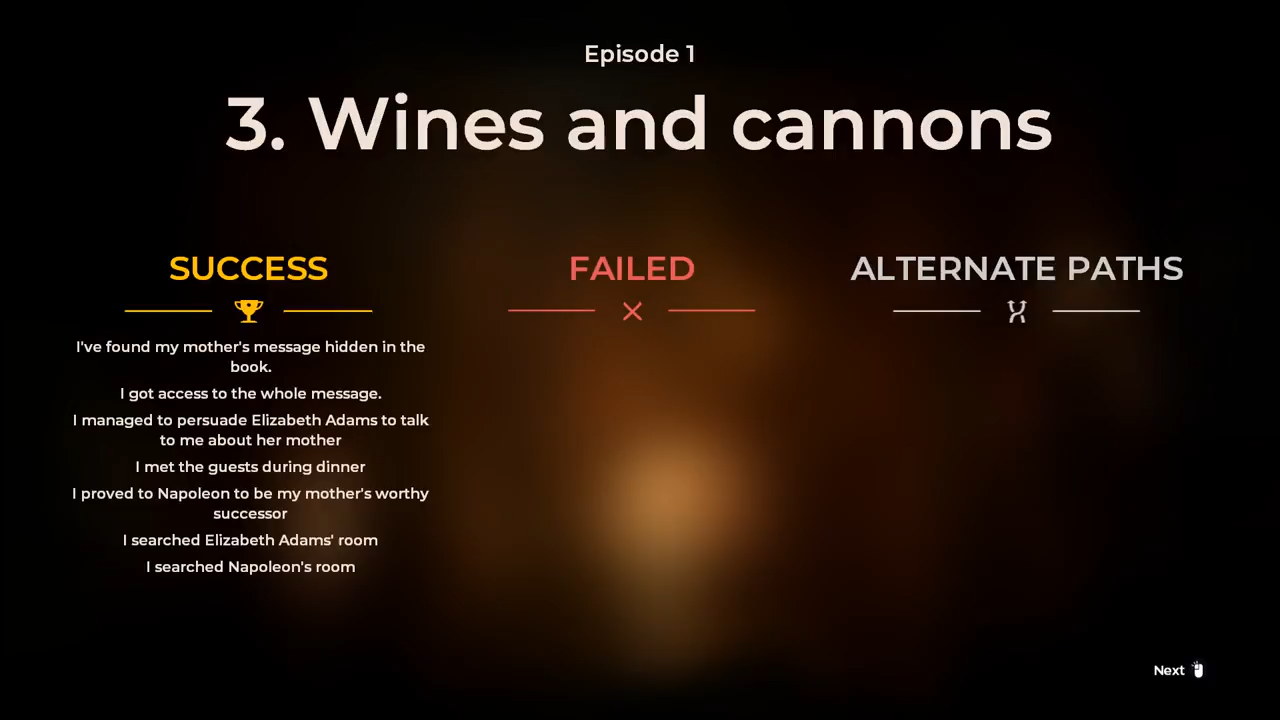 Episode 1
3. Wines and cannons
SUCCESS
I've found my mother's message hidden in the
book.
I got access to the whole message.
I managed to persuade Elizabeth Adams to talk
to me about her mother
I met the guests during dinner
I proved to Napoleon to be my mother's worthy
successor
I searched Elizabeth Adams' room
I searched Napoleon's room
FAILED
ALTERNATE PATHS
Next